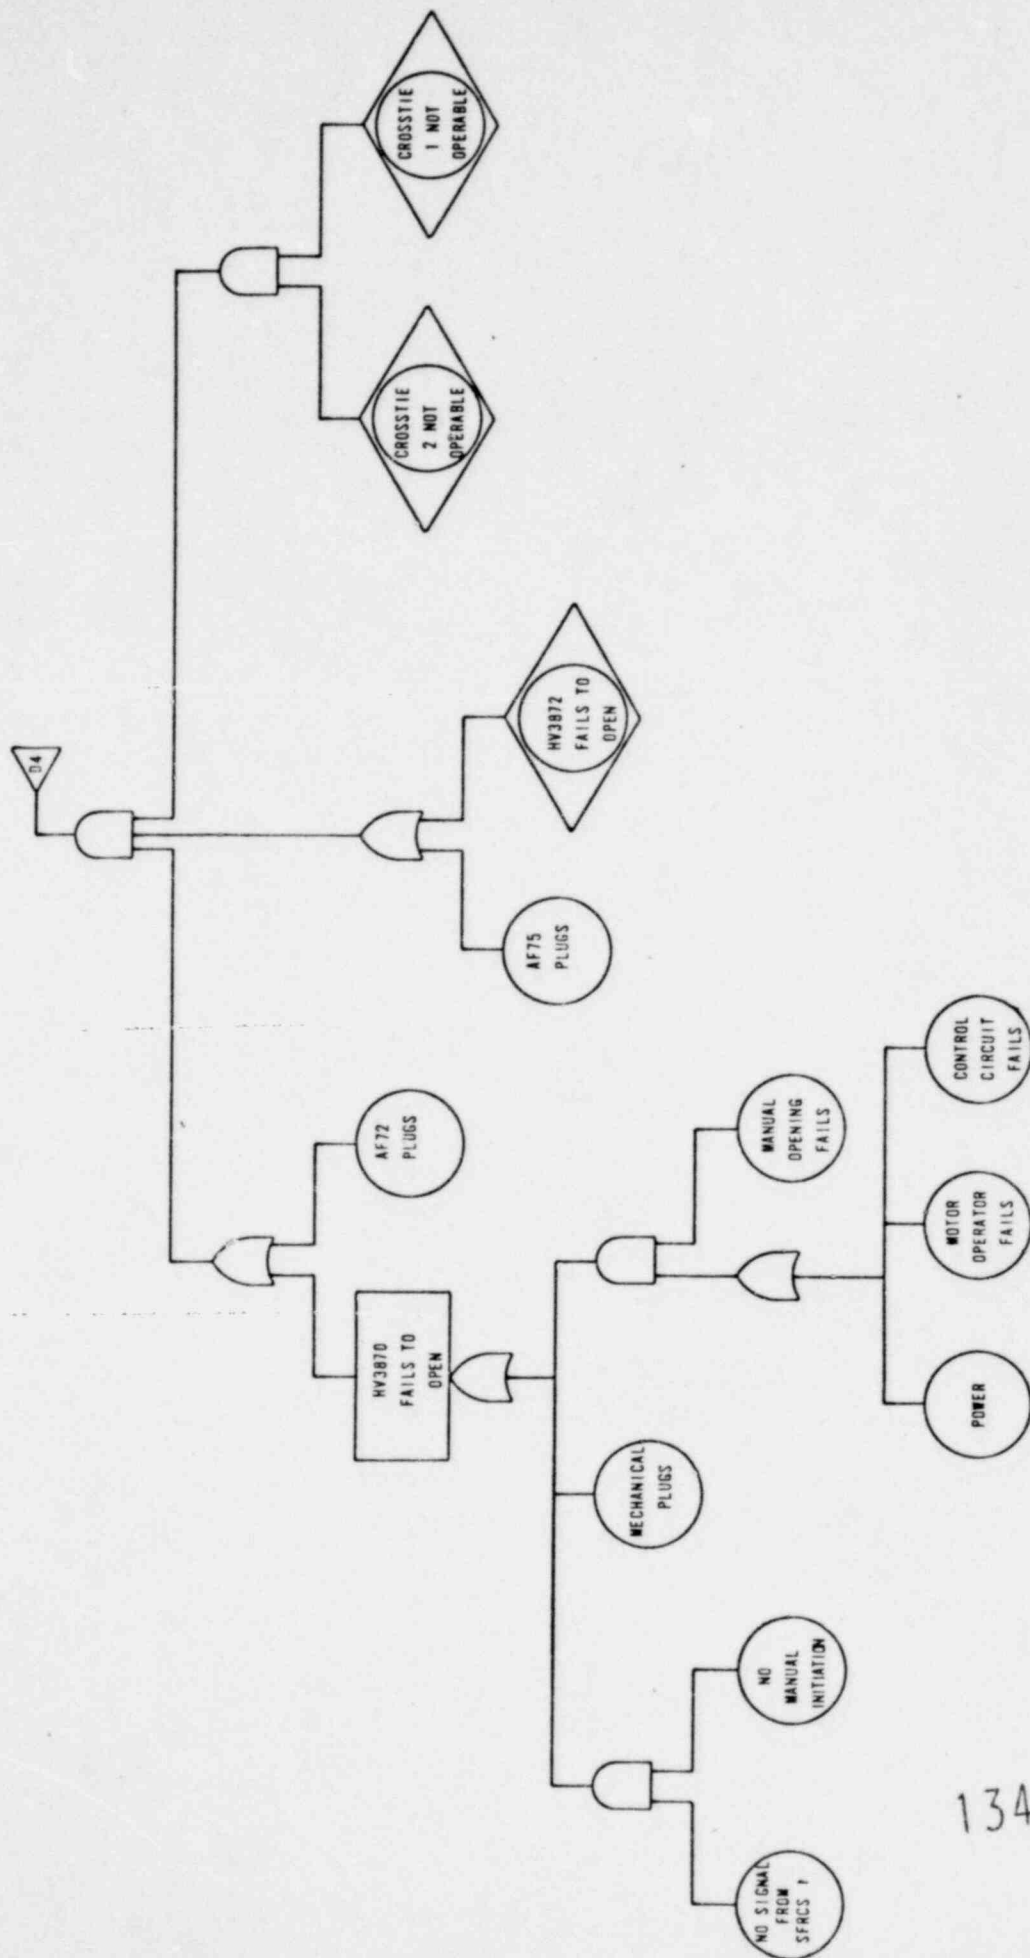 D4
CROSSTIE
1 NOT
OPERABLE
CROSSTIE
2 NOT
OPERABLE
HV3872
FAILS TO
OPEN
AF75
PLUGS
AF72
PLUGS
HV3870
FAILS TO
OPEN
MANUAL
OPENING
FAILS
MECHANICAL
PLUGS
CONTROL
CIRCUIT
FAILS
MOTOR
OPERATOR
FAILS
POWER
NO
MANUAL
INITIATION
NO SIGNAL
FROM
SFRCS 1
134